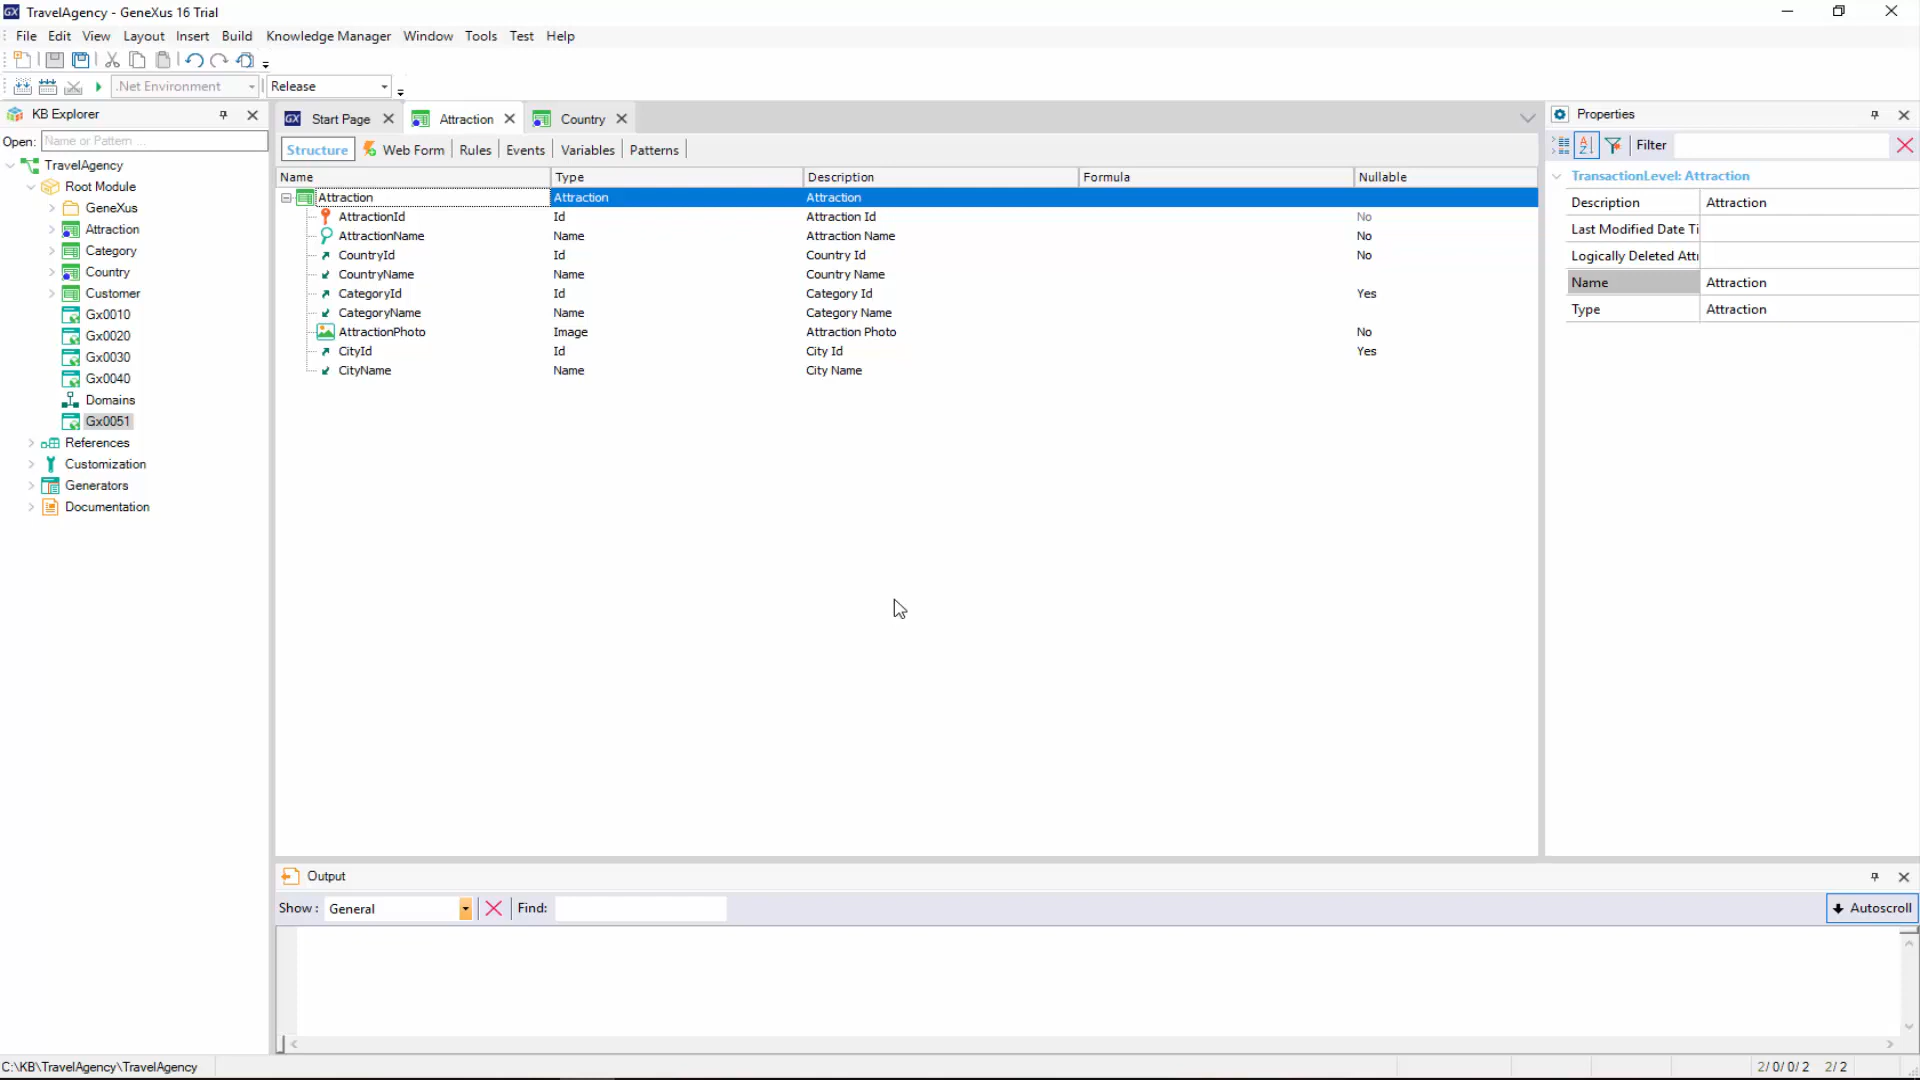 TravelAgency - GeneXus 16 Trial
File Edit View Layout Insert Build Knowledge Manager Window Tools Test Help
.Net Environment Release
KB Explorer
Open: Name or Pattern ...
TravelAgency
Root Module
GeneXus
Attraction
Category
Country
Customer
Gx0010
Gx0020
Gx0030
Gx0040
Domains
Gx0051
References
Customization
Generators
Documentation
Start Page Attraction Country
Structure Web Form Rules Events Variables Patterns
Name Type Description Formula Nullable
Attraction Attraction Attraction
AttractionId Id Attraction Id No
AttractionName Name Attraction Name No
CountryId Id Country Id No
CountryName Name Country Name
CategoryId Id Category Id Yes
CategoryName Name Category Name
AttractionPhoto Image Attraction Photo No
CityId Id City Id Yes
CityName Name City Name
Properties
Filter
TransactionLevel: Attraction
Description Attraction
Last Modified Date Ti
Logically Deleted Attr
Name Attraction
Type Attraction
Output
Show : General Find: Autoscroll
C:\KB\TravelAgency\TravelAgency 2/0/0/2 2/2